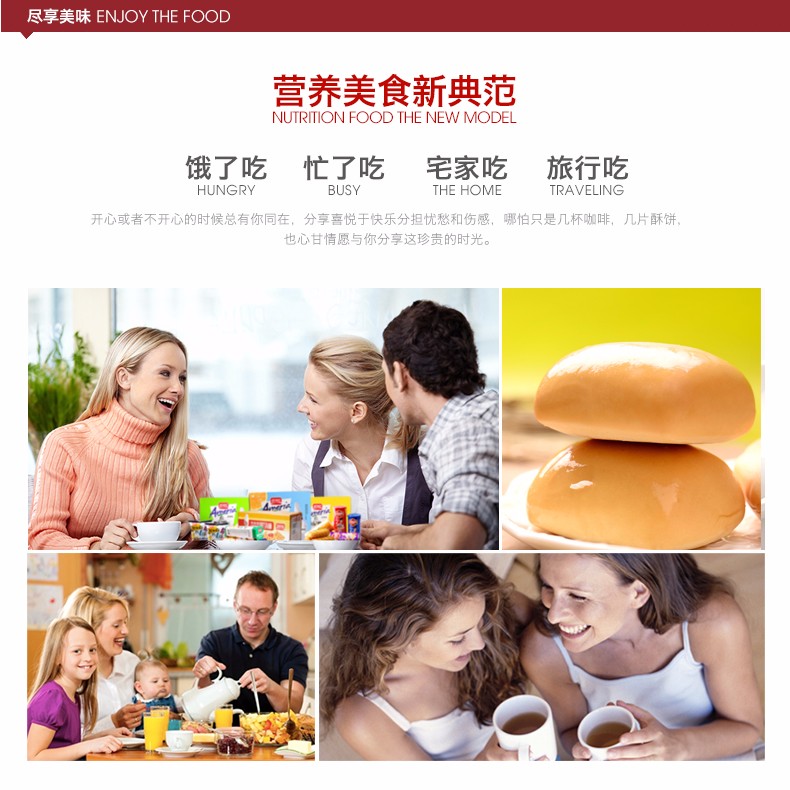 尽享美味 ENJOY THE FOOD
营养美食新典范
NUTRITION FOOD THE NEW MODEL
饿了吃 忙了吃 宅家吃 旅行吃
HUNGRY BUSY THE HOME TRAVELING
开心或者不开心的时候总有你同在，分享喜悦于快乐分担忧愁和伤感，哪怕只是几杯咖啡，几片酥饼，
也心甘情愿与你分享这珍贵的时光。